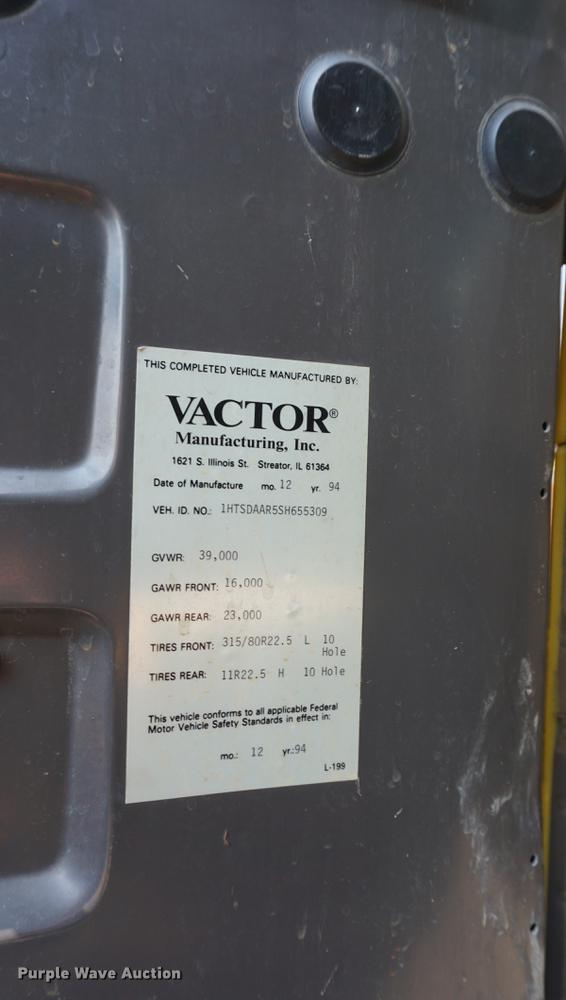 THIS COMPLETED VEHICLE MANUFACTURED BY:
VACTOR®
Manufacturing, Inc.
1621 S. Illinois St. Streator, IL 61364
Date of Manufacture mo. 12 yr. 94
VEH. ID. NO.: 1HTSDAAR5SH655309
GVWR: 39,000
GAWR FRONT: 16,000
GAWR REAR: 23,000
TIRES FRONT: 315/80R22.5 L 10
Hole
TIRES REAR: 11R22.5 H 10 Hole
This vehicle conforms to all applicable Federal
Motor Vehicle Safety Standards in effect in:
mo.: 12 yr.:94
L-199
Purple Wave Auction